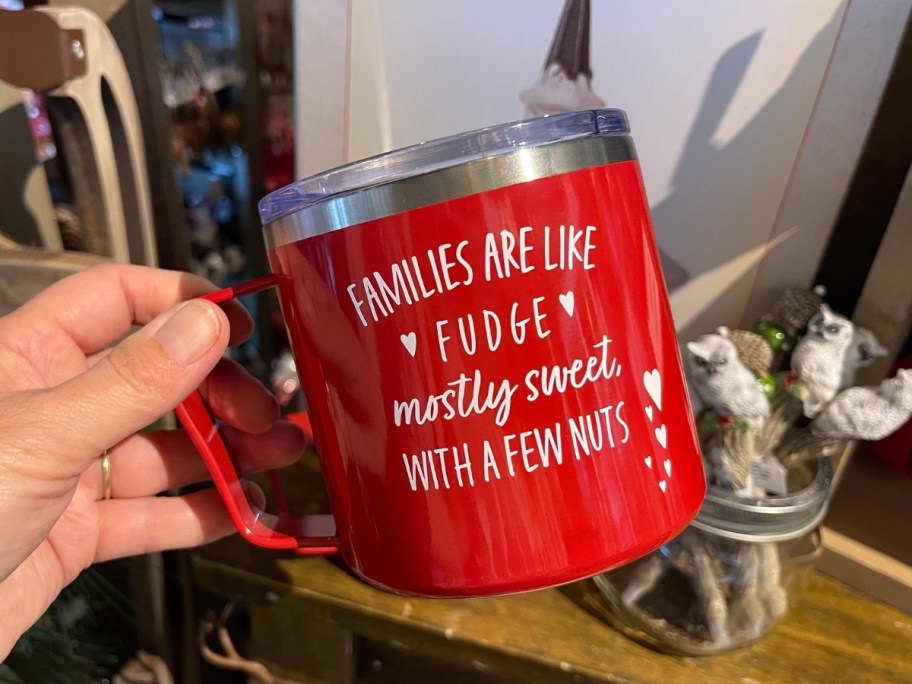 FAMILIES ARE LIKE
FUDGE
mostly sweet,
WITH A FEW NUTS